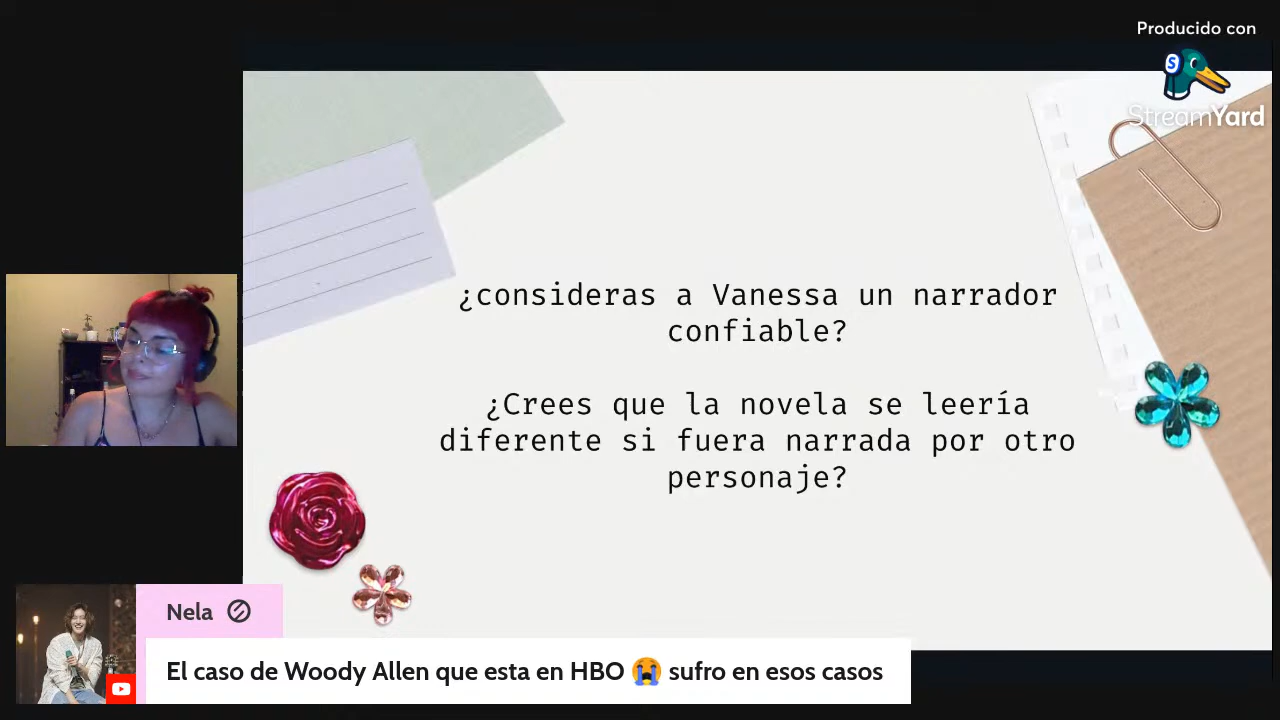 Producido con
S
StreamYard
¿consideras a Vanessa un narrador
confiable?
¿Crees que la novela se leería
diferente si fuera narrada por otro
personaje?
Nela
El caso de Woody Allen que esta en HBO 😭 sufro en esos casos